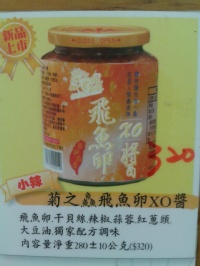 新品
上市
飛魚卵
XO醬
320
小辣
菊之鱻飛魚卵XO醬
飛魚卵.干貝絲.辣椒.蒜蓉.紅蔥頭
大豆油.獨家配方調味
內容量淨重280±10公克($320)